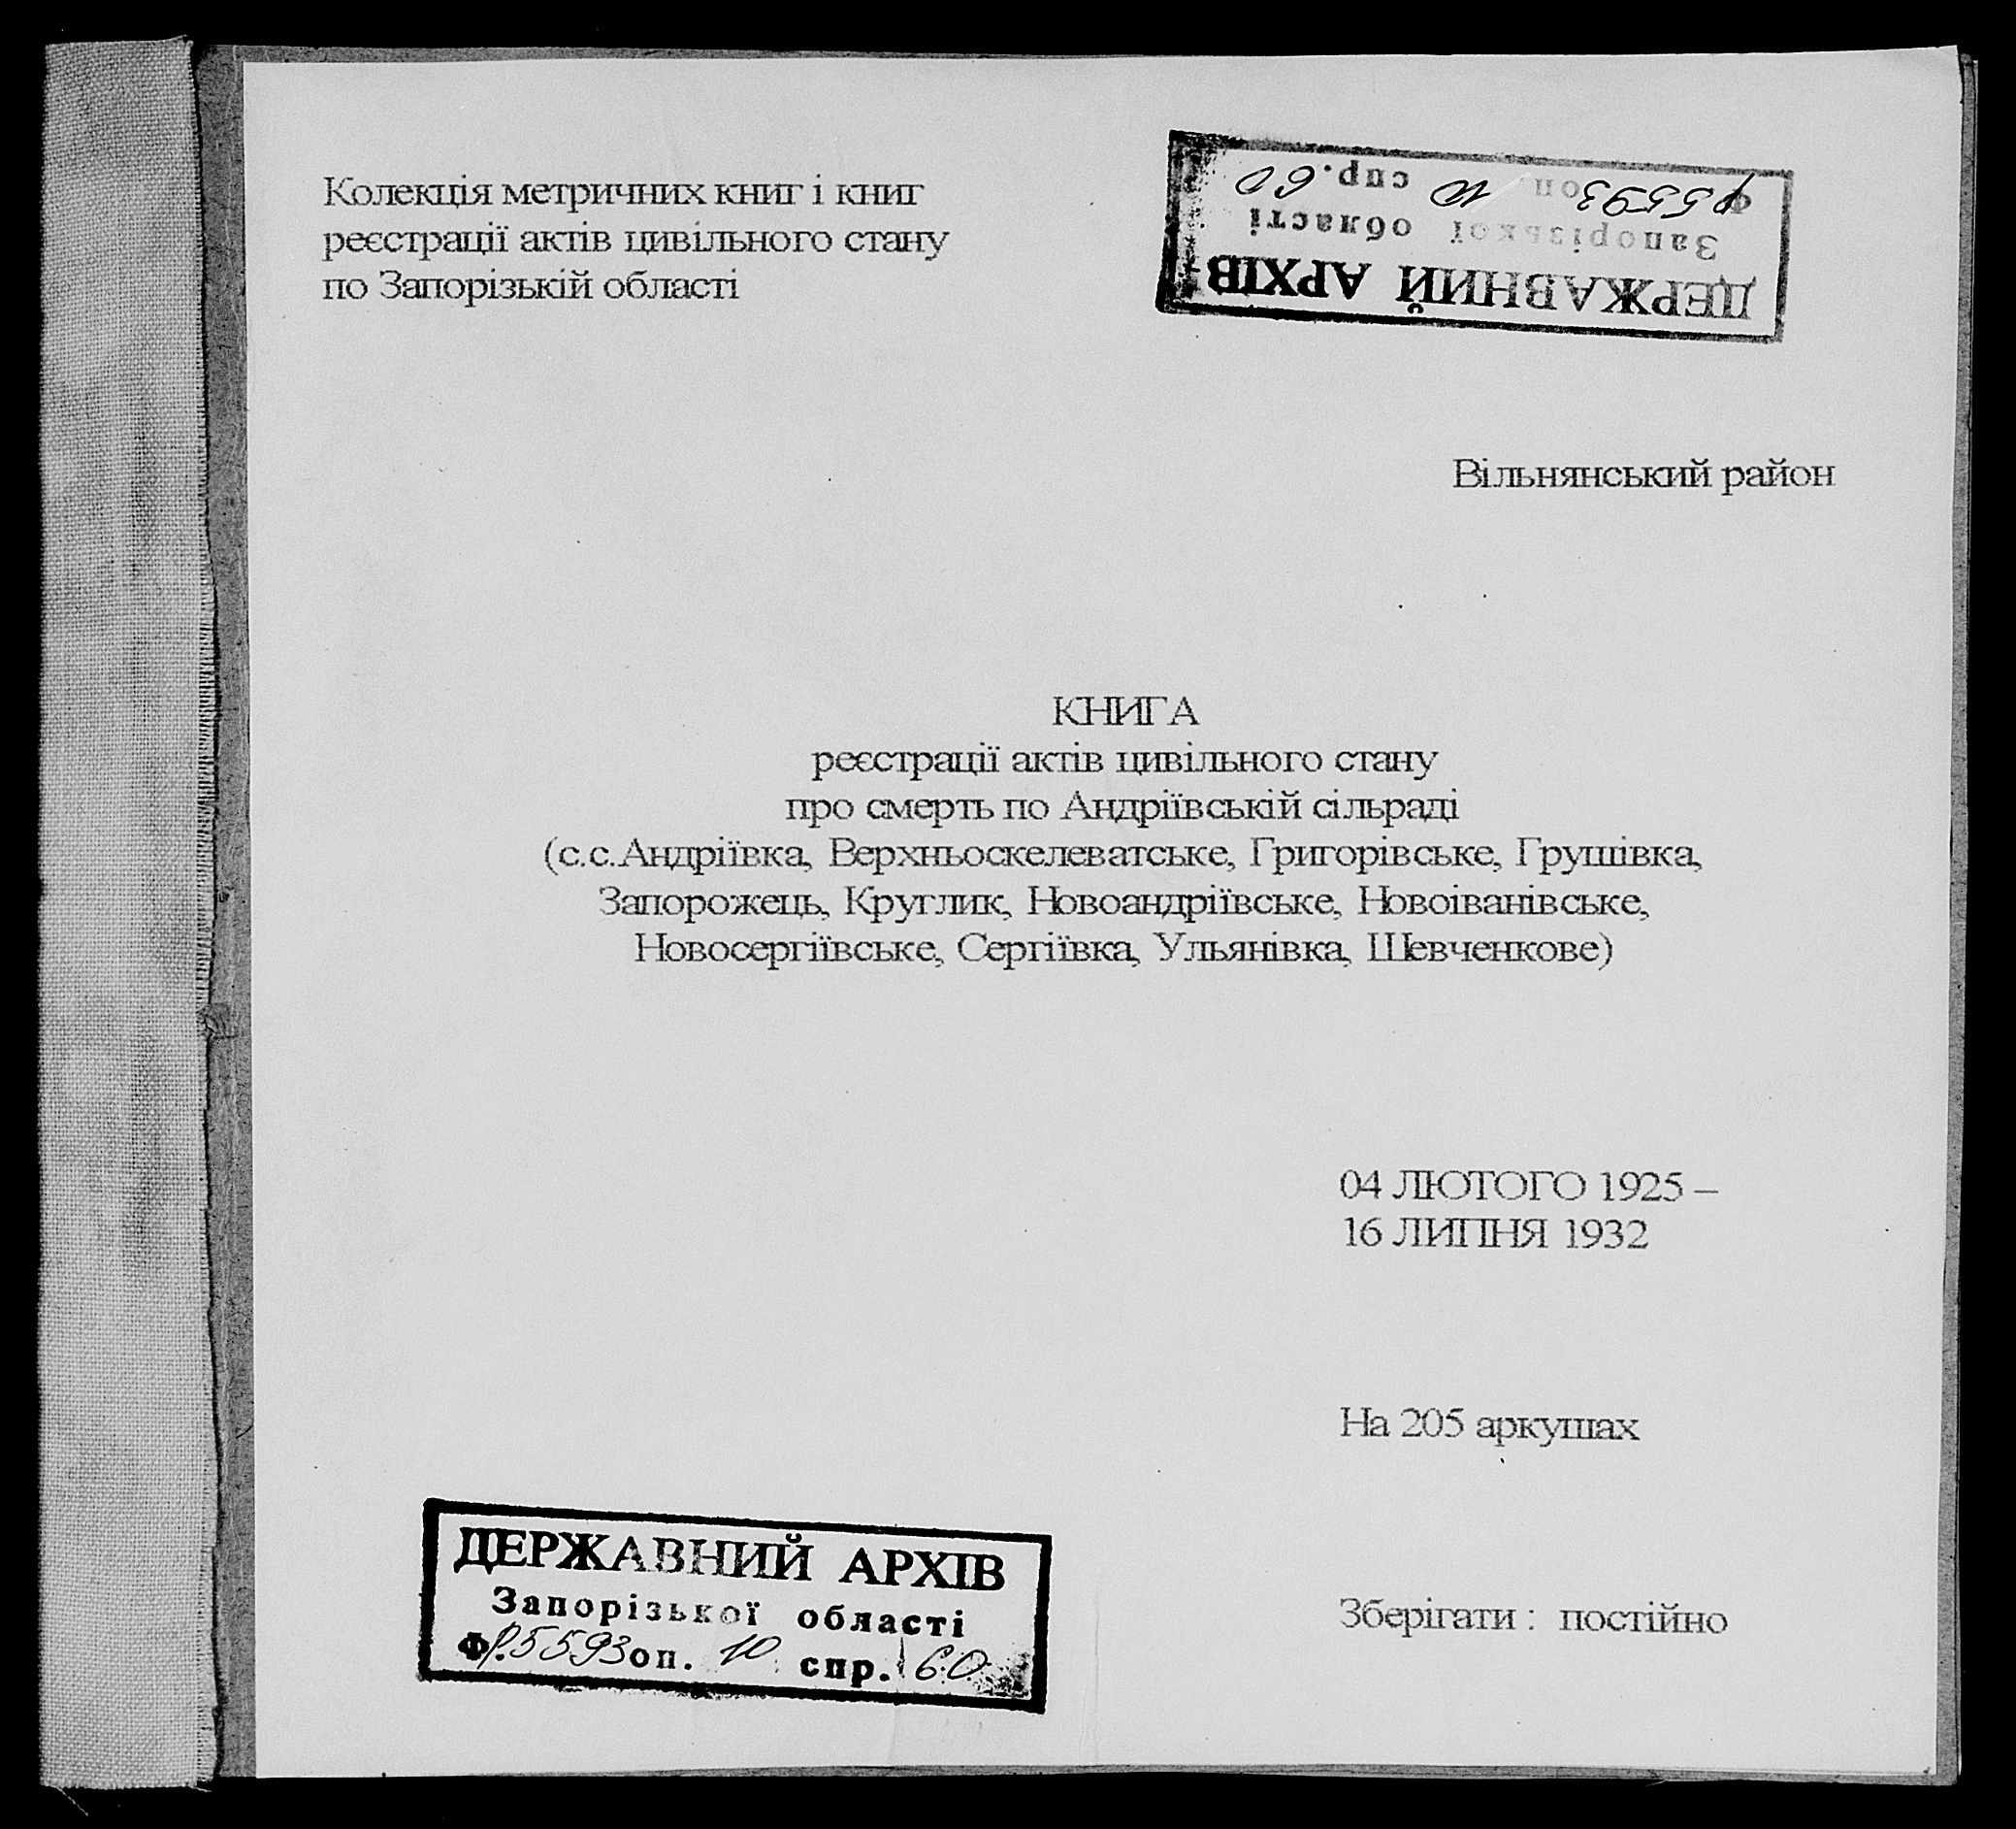 Колекція метричних книг і книг
реєстрації актів цивільного стану
по Запорізькій області
ДЕРЖАВНИЙ АРХІВ
Запорізької області
Ф р5593 оп. 10 спр. 60
Вільнянський район
КНИГА
реєстрації актів цивільного стану
про смерть по Андріївській сільраді
(с.с.Андріївка, Верхньоскелеватське, Григорівське, Грушівка,
Запорожець, Круглик, Новоандріївське, Новоіванівське,
Новосергіївське, Сергіївка, Ульянівка, Шевченкове)
04 ЛЮТОГО 1925 –
16 ЛИПНЯ 1932
На 205 аркушах
ДЕРЖАВНИЙ АРХІВ
Запорізької області
Ф р.5593 оп. 10 спр. 60
Зберігати : постійно